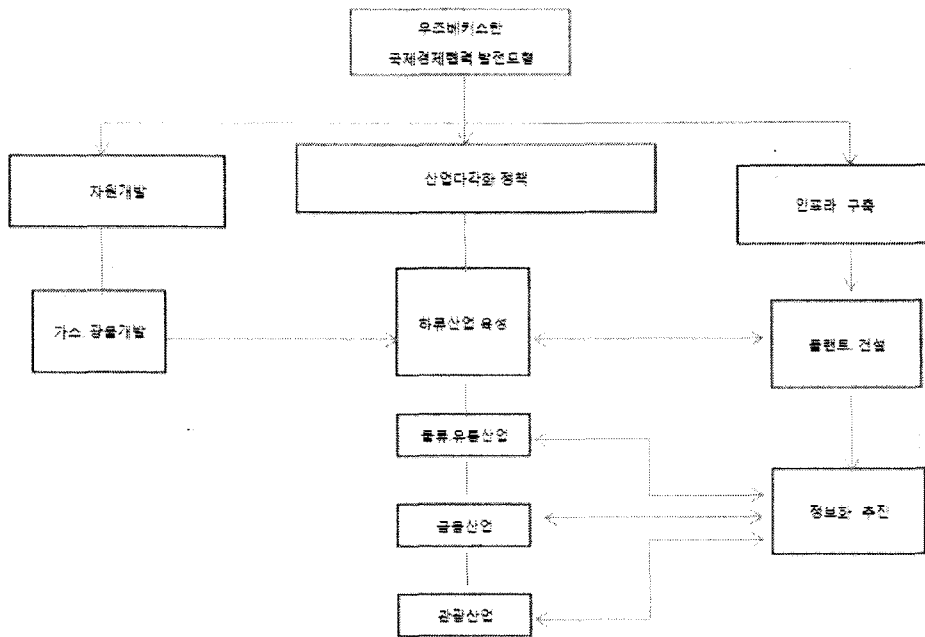 우즈베키스탄
국제경제협력 발전모형
자원개발
산업다각화 정책
인프라 구축
가스 광물개발
하류산업 육성
플랜트 건설
물류,유통산업
정보화 추진
금융산업
관광산업